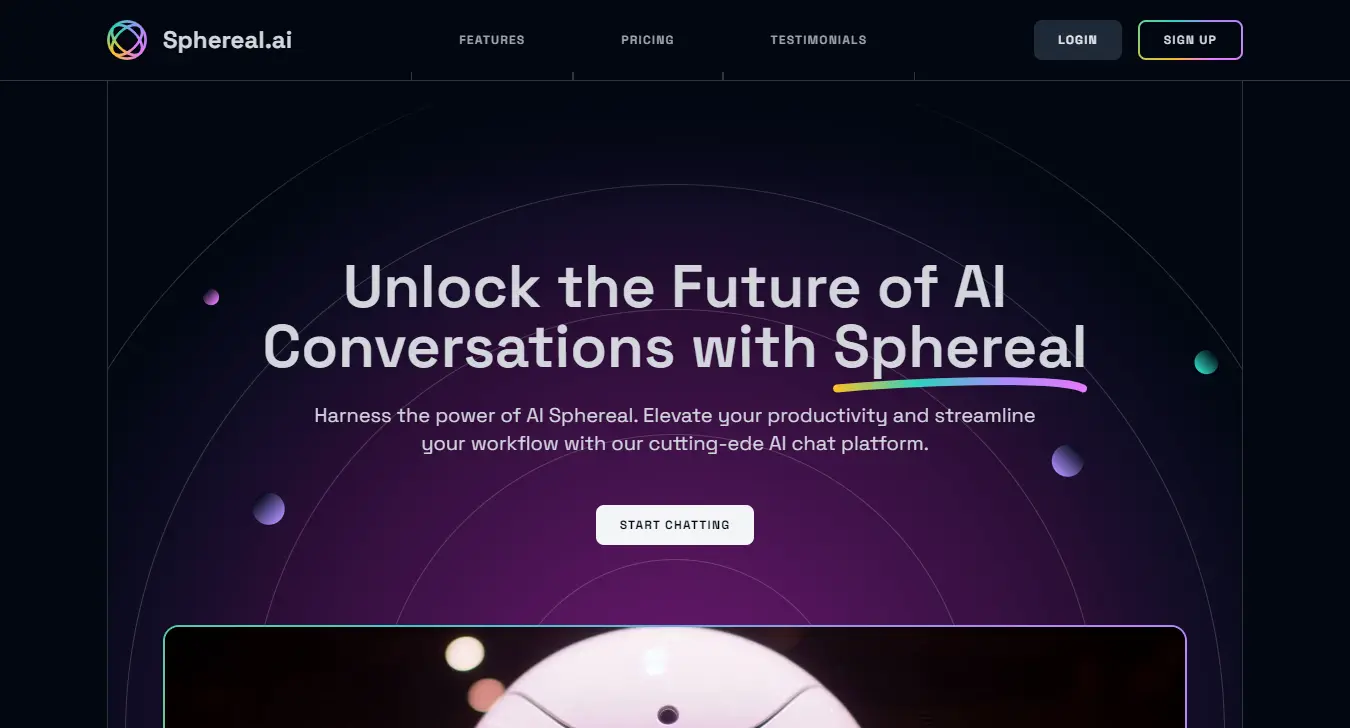 Sphereal.ai
FEATURES
PRICING
TESTIMONIALS
LOGIN
SIGN UP
Unlock the Future of AI
Conversations with Sphereal
Harness the power of AI Sphereal. Elevate your productivity and streamline
your workflow with our cutting-ede AI chat platform.
START CHATTING